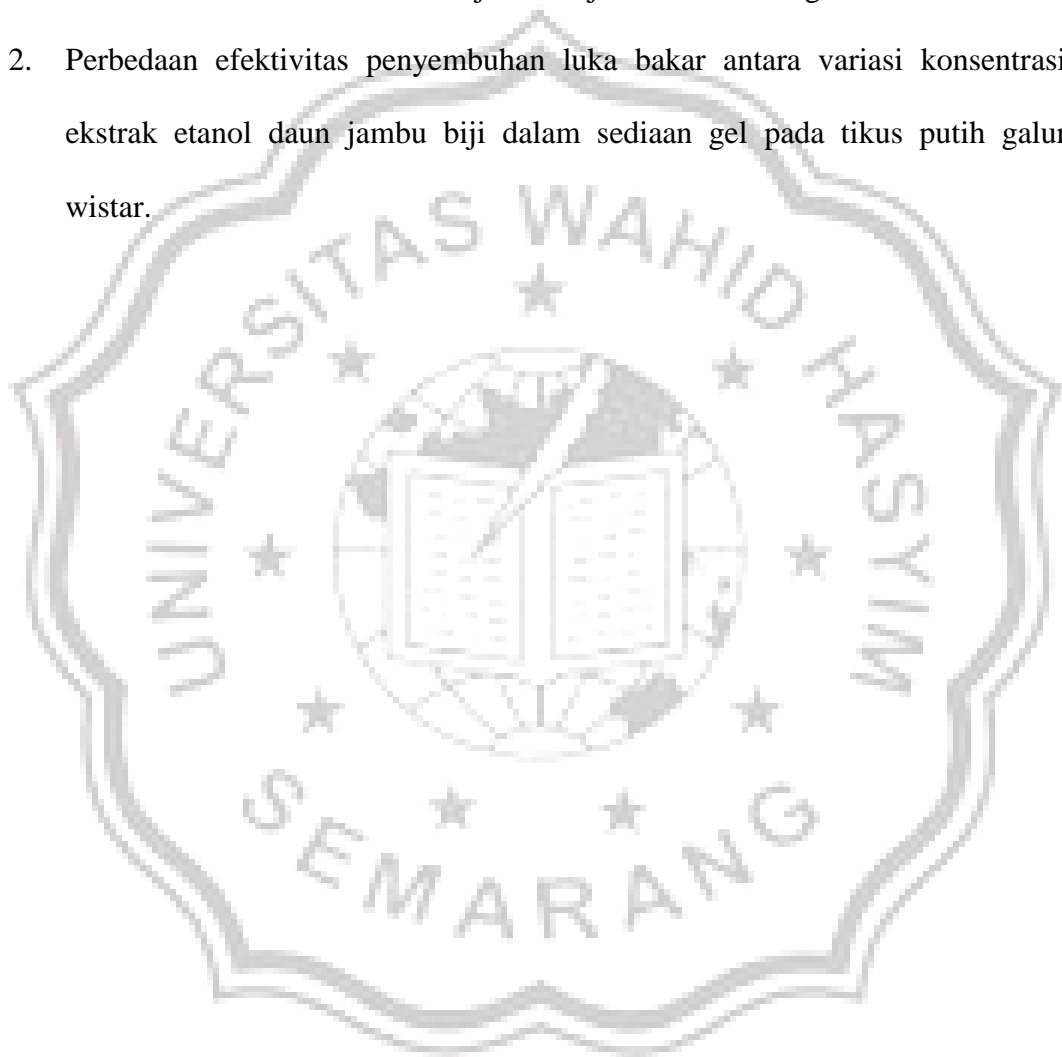 2. Perbedaan efektivitas penyembuhan luka bakar antara variasi konsentrasi
ekstrak etanol daun jambu biji dalam sediaan gel pada tikus putih galur
wistar.
UNIVERSITAS WAHID HASYIM
SEMARANG